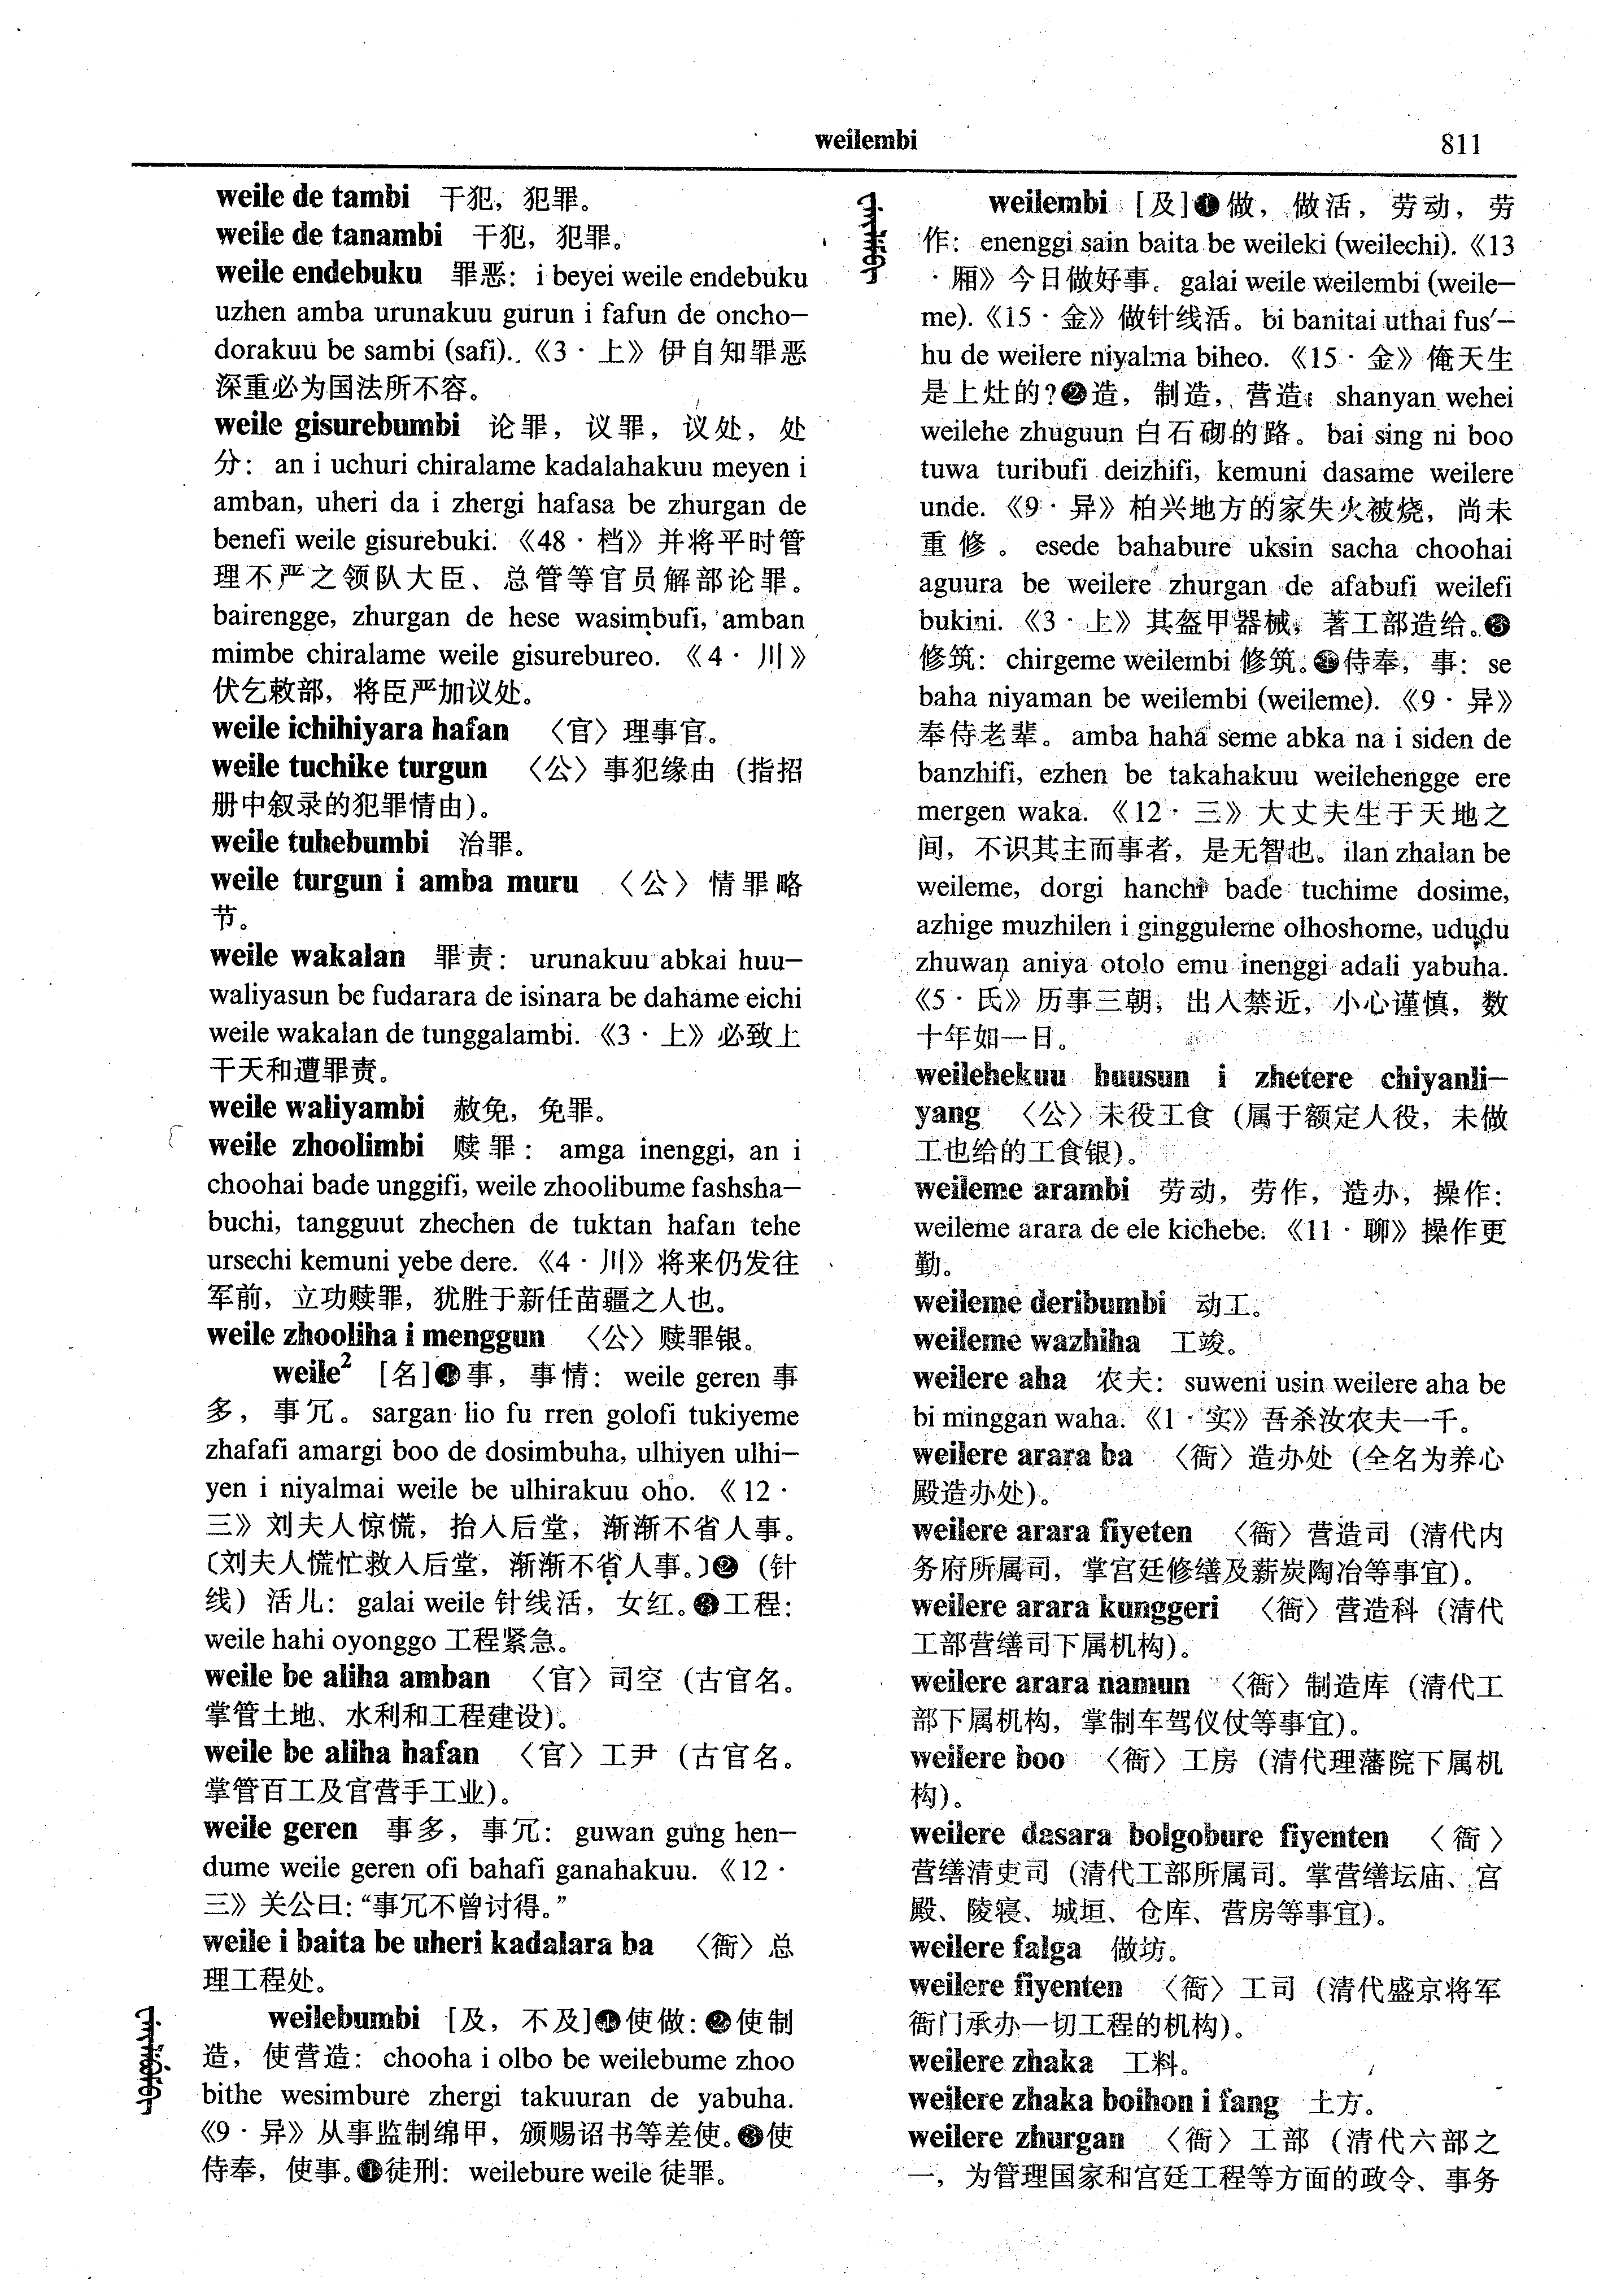 weilembi
811
weile de tambi 干犯，犯罪。
weile de tanambi 干犯，犯罪。
weile endebuku 罪恶：i beyei weile endebuku
uzhen amba urunakuu gurun i fafun de oncho-
dorakuu be sambi (safi).《3·上》伊自知罪恶
深重必为国法所不容。
weile gisurebumbi 论罪，议罪，议处，处
分：an i uchuri chiralame kadalahakuu meyen i
amban, uheri da i zhergi hafasa be zhurgan de
benefi weile gisurebuki.《48·档》并将平时管
理不严之领队大臣、总管等官员解部论罪。
bairengge, zhurgan de hese wasimbufi, amban
mimbe chiralame weile gisurebureo.《4·川》
伏乞敕部，将臣严加议处。
weile ichihiyara hafan 〈官〉理事官。
weile tuchike turgun 〈公〉事犯缘由（指招
册中叙录的犯罪情由）。
weile tuhebumbi 治罪。
weile turgun i amba muru 〈公〉情罪略
节。
weile wakalan 罪责：urunakuu abkai huu-
waliyasun be fudarara de isinara be dahame eichi
weile wakalan de tunggalambi.《3·上》必致上
干天和遭罪责。
weile waliyambi 赦免，免罪。
weile zhoolimbi 赎罪：amga inenggi, an i
choohai bade unggifi, weile zhoolibume fashsha-
buchi, tangguut zhechen de tuktan hafan tehe
ursechi kemuni yebe dere.《4·川》将来仍发往
军前，立功赎罪，犹胜于新任苗疆之人也。
weile zhooliha i menggun 〈公〉赎罪银。
weile² [名]❶事，事情：weile geren 事
多，事冗。sargan lio fu rren golofi tukiyeme
zhafafi amargi boo de dosimbuha, ulhiyen ulhi-
yen i niyalmai weile be ulhirakuu oho.《12·
三》刘夫人惊慌，抬入后堂，渐渐不省人事。
〔刘夫人慌忙救入后堂，渐渐不省人事。〕❷（针
线）活儿：galai weile 针线活，女红。❸工程：
weile hahi oyonggo 工程紧急。
weile be aliha amban 〈官〉司空（古官名。
掌管土地、水利和工程建设）。
weile be aliha hafan 〈官〉工尹（古官名。
掌管百工及官营手工业）。
weile geren 事多，事冗：guwan gung hen-
dume weile geren ofi bahafi ganahakuu.《12·
三》关公曰：“事冗不曾讨得。”
weile i baita be uheri kadalara ba 〈衙〉总
理工程处。
weilebumbi [及，不及]❶使做：❷使制
造，使营造：chooha i olbo be weilebume zhoo
bithe wesimbure zhergi takuuran de yabuha.
《9·异》从事监制绵甲，颁赐诏书等差使。❸使
侍奉，使事。❹徒刑：weilebure weile 徒罪。
weilembi [及]❶做，做活，劳动，劳
作：enenggi sain baita be weileki (weilechi).《13
·厢》今日做好事。galai weile weilembi (weile-
me).《15·金》做针线活。bi banitai uthai fus'-
hu de weilere niyalma biheo.《15·金》俺天生
是上灶的？❷造，制造，营造：shanyan wehei
weilehe zhuguun 白石砌的路。bai sing ni boo
tuwa turibufi deizhifi, kemuni dasame weilere
unde.《9·异》柏兴地方的家失火被烧，尚未
重修。esede bahabure uksin sacha choohai
aguura be weilere zhurgan de afabufi weilefi
bukini.《3·上》其盔甲器械，著工部造给。❸
修筑：chirgeme weilembi 修筑。❹侍奉，事：se
baha niyaman be weilembi (weileme).《9·异》
奉侍老辈。amba haha seme abka na i siden de
banzhifi, ezhen be takahakuu weilehengge ere
mergen waka.《12·三》大丈夫生于天地之
间，不识其主而事者，是无智也。ilan zhalan be
weileme, dorgi hanchi bade tuchime dosime,
azhige muzhilen i gingguleme olhoshome, ududu
zhuwan aniya otolo emu inenggi adali yabuha.
《5·氏》历事三朝，出入禁近，小心谨慎，数
十年如一日。
weilehekuu huusun i zhetere chiyanli-
yang 〈公〉未役工食（属于额定人役，未做
工也给的工食银）。
weileme arambi 劳动，劳作，造办，操作：
weileme arara de ele kichebe.《11·聊》操作更
勤。
weileme deribumbi 动工。
weileme wazhiha 工竣。
weilere aha 农夫：suweni usin weilere aha be
bi minggan waha.《1·实》吾杀汝农夫一千。
weilere arara ba 〈衙〉造办处（全名为养心
殿造办处）。
weilere arara fiyeten 〈衙〉营造司（清代内
务府所属司，掌宫廷修缮及薪炭陶冶等事宜）。
weilere arara kunggeri 〈衙〉营造科（清代
工部营缮司下属机构）。
weilere arara namun 〈衙〉制造库（清代工
部下属机构，掌制车驾仪仗等事宜）。
weilere boo 〈衙〉工房（清代理藩院下属机
构）。
weilere dasara bolgobure fiyenten 〈衙〉
营缮清吏司（清代工部所属司。掌营缮坛庙、宫
殿、陵寝、城垣、仓库、营房等事宜）。
weilere falga 做坊。
weilere fiyenten 〈衙〉工司（清代盛京将军
衙门承办一切工程的机构）。
weilere zhaka 工料。
weilere zhaka boihon i fang 土方。
weilere zhurgan 〈衙〉工部（清代六部之
一，为管理国家和宫廷工程等方面的政令、事务